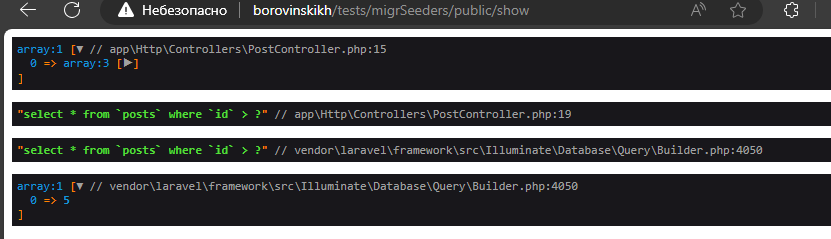 Небезопасно borovinskikh/tests/migrSeeders/public/show
array:1 [▼ // app\Http\Controllers\PostController.php:15
  0 => array:3 [▶]
]
"select * from `posts` where `id` > ?" // app\Http\Controllers\PostController.php:19
"select * from `posts` where `id` > ?" // vendor\laravel\framework\src\Illuminate\Database\Query\Builder.php:4050
array:1 [▼ // vendor\laravel\framework\src\Illuminate\Database\Query\Builder.php:4050
  0 => 5
]